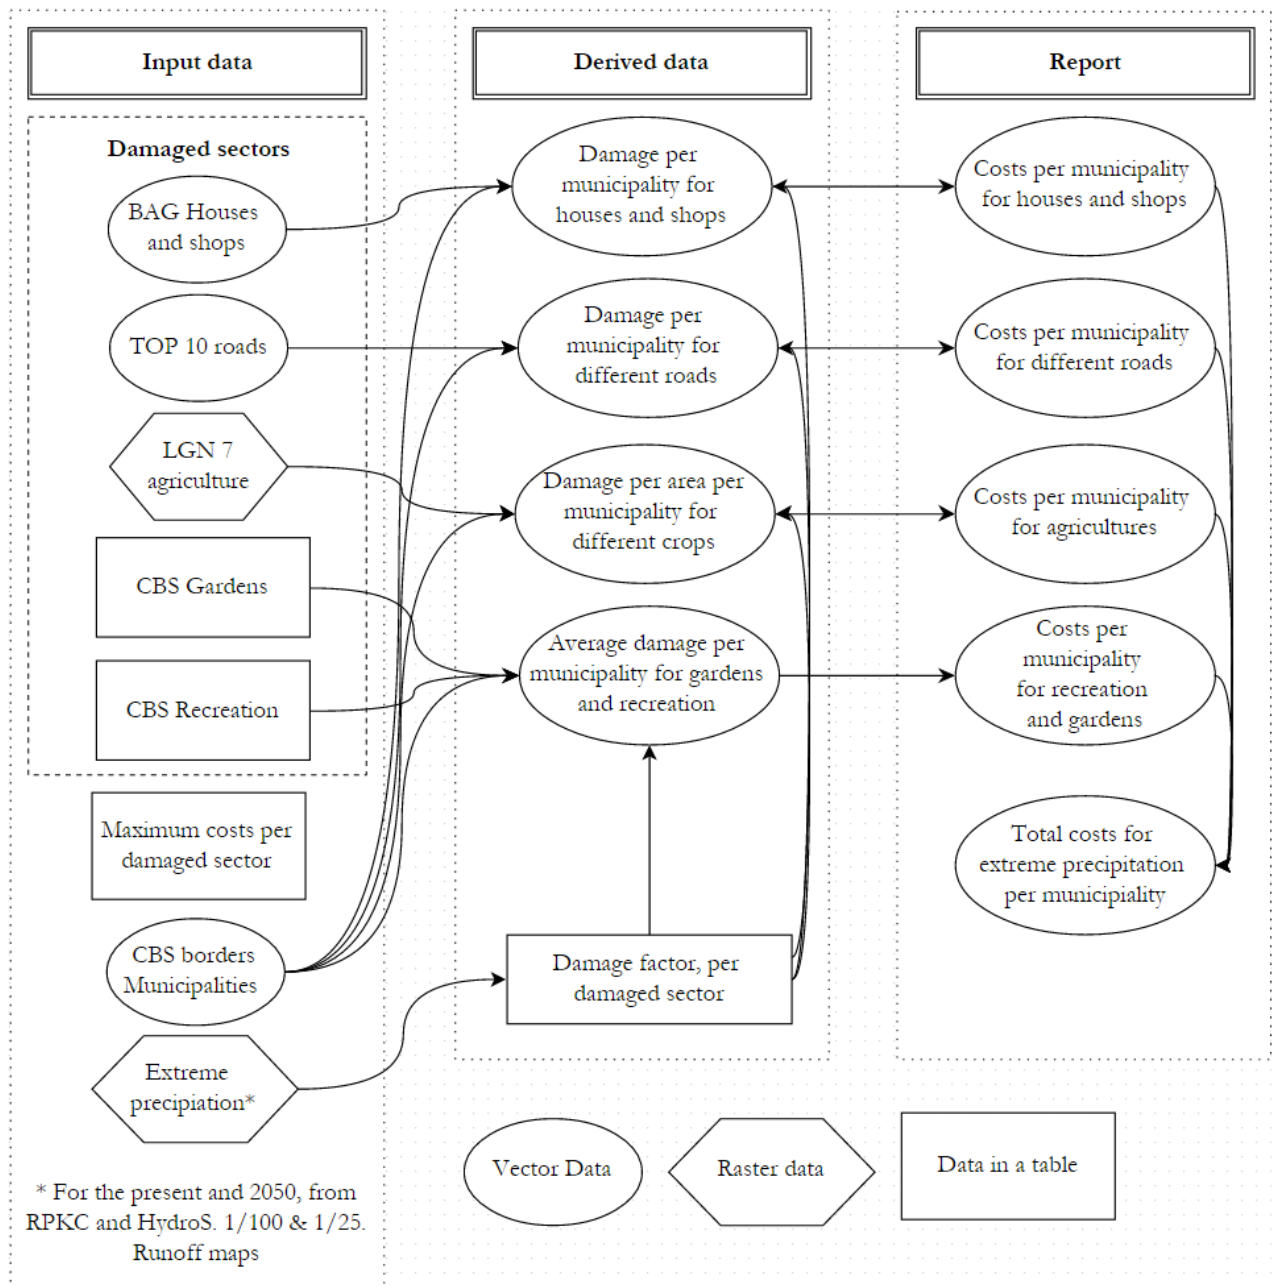 Input data
Damaged sectors
BAG Houses
and shops
TOP 10 roads
LGN 7
agriculture
CBS Gardens
CBS Recreation
Maximum costs per
damaged sector
CBS borders
Municipalities
Extreme
precipiation*
* For the present and 2050, from
RPKC and HydroS. 1/100 & 1/25.
Runoff maps
Derived data
Damage per
municipality for
houses and shops
Damage per
municipality for
different roads
Damage per area per
municipality for
different crops
Average damage per
municipality for gardens
and recreation
Damage factor, per
damaged sector
Report
Costs per municipality
for houses and shops
Costs per municipality
for different roads
Costs per municipality
for agricultures
Costs per
municipality
for recreation
and gardens
Total costs for
extreme precipitation
per municipiality
Vector Data
Raster data
Data in a table